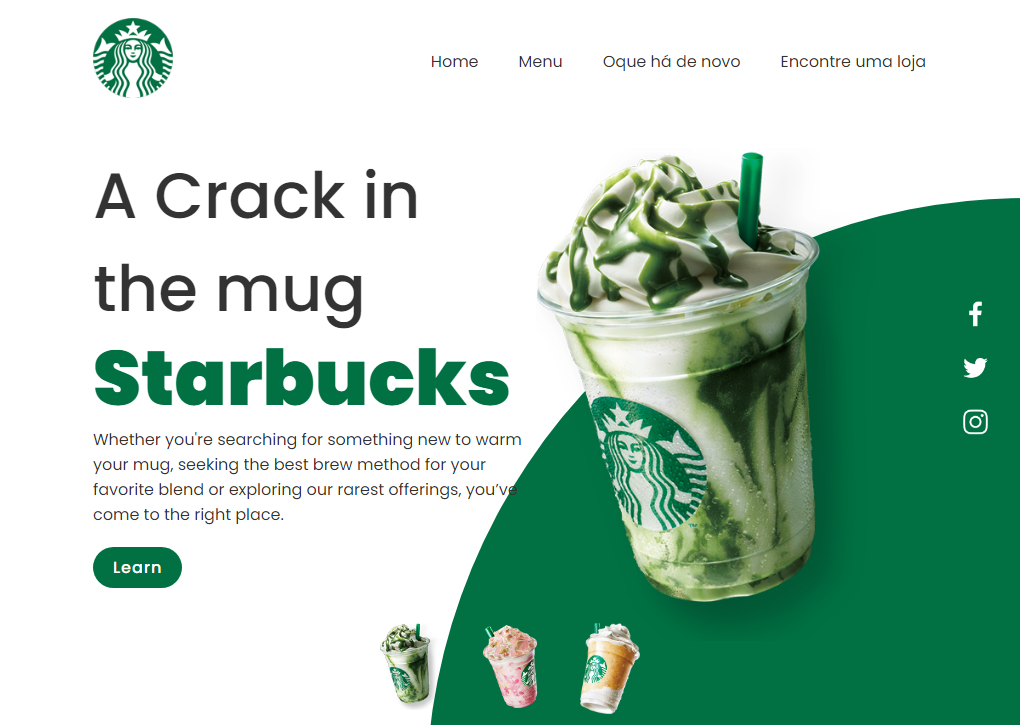 Home Menu Oque há de novo Encontre uma loja
A Crack in
the mug
Starbucks
Whether you're searching for something new to warm
your mug, seeking the best brew method for your
favorite blend or exploring our rarest offerings, you've
come to the right place.
Learn